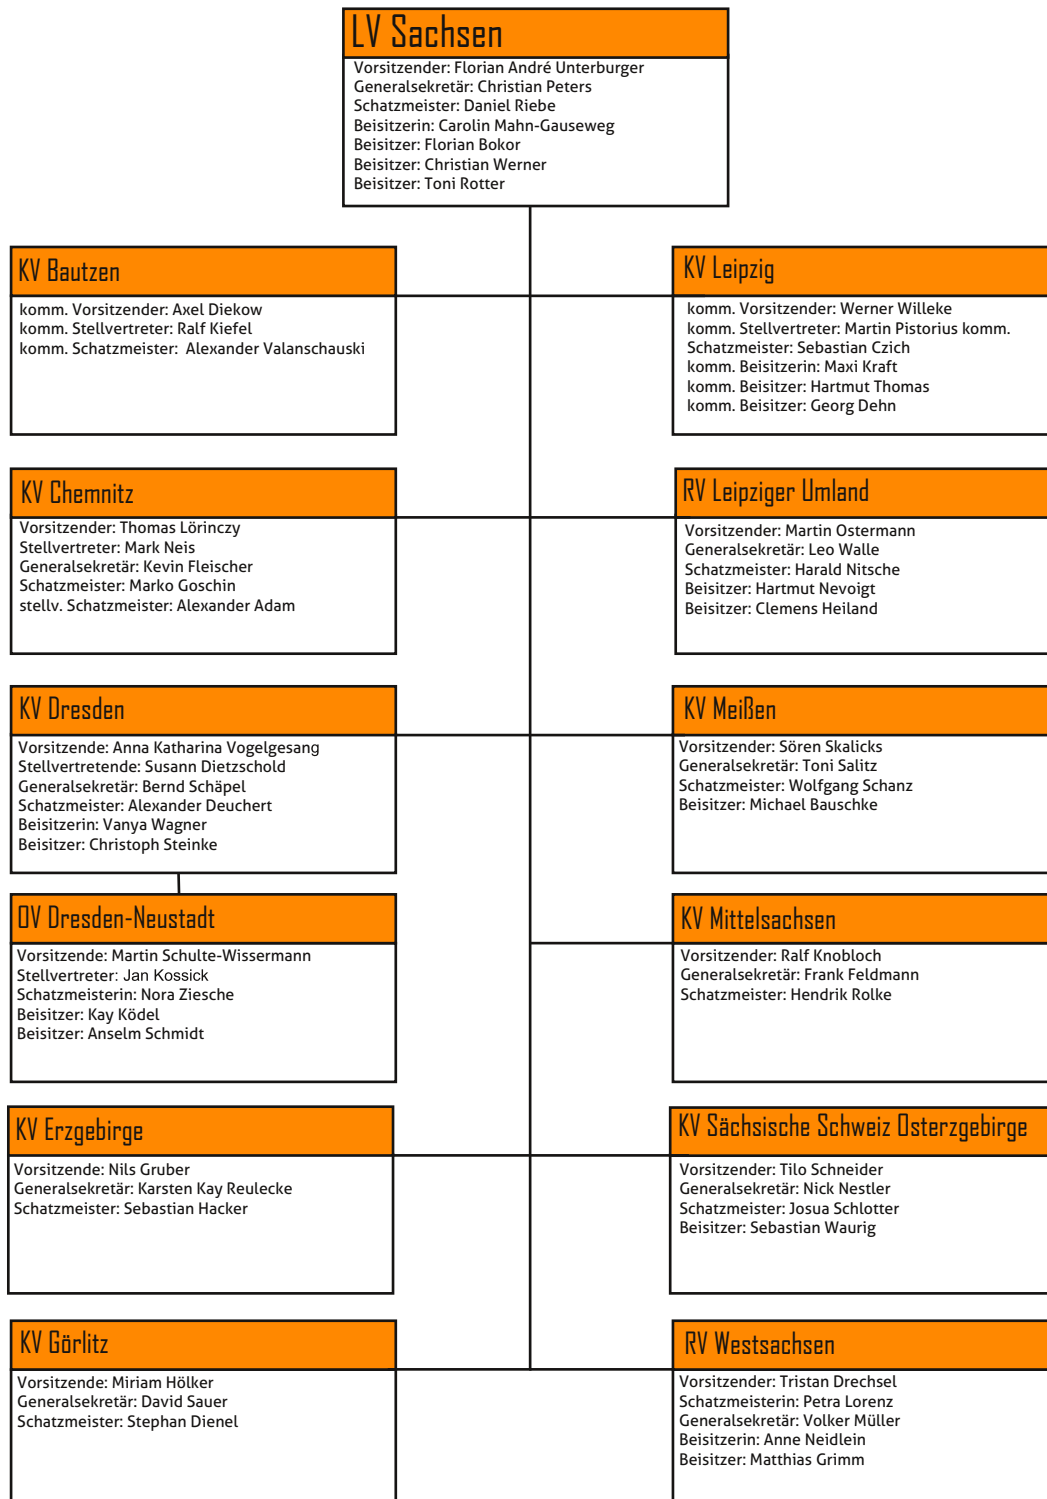 LV Sachsen
Vorsitzender: Florian André Unterburger
Generalsekretär: Christian Peters
Schatzmeister: Daniel Riebe
Beisitzerin: Carolin Mahn-Gauseweg
Beisitzer: Florian Bokor
Beisitzer: Christian Werner
Beisitzer: Toni Rotter
KV Bautzen
komm. Vorsitzender: Axel Diekow
komm. Stellvertreter: Ralf Kiefel
komm. Schatzmeister: Alexander Valanschauski
KV Leipzig
komm. Vorsitzender: Werner Willeke
komm. Stellvertreter: Martin Pistorius komm.
Schatzmeister: Sebastian Czich
komm. Beisitzerin: Maxi Kraft
komm. Beisitzer: Hartmut Thomas
komm. Beisitzer: Georg Dehn
KV Chemnitz
Vorsitzender: Thomas Lörinczy
Stellvertreter: Mark Neis
Generalsekretär: Kevin Fleischer
Schatzmeister: Marko Goschin
stellv. Schatzmeister: Alexander Adam
RV Leipziger Umland
Vorsitzender: Martin Ostermann
Generalsekretär: Leo Walle
Schatzmeister: Harald Nitsche
Beisitzer: Hartmut Nevoigt
Beisitzer: Clemens Heiland
KV Dresden
Vorsitzende: Anna Katharina Vogelgesang
Stellvertretende: Susann Dietzschold
Generalsekretär: Bernd Schäpel
Schatzmeister: Alexander Deuchert
Beisitzerin: Vanya Wagner
Beisitzer: Christoph Steinke
KV Meißen
Vorsitzender: Sören Skalicks
Generalsekretär: Toni Salitz
Schatzmeister: Wolfgang Schanz
Beisitzer: Michael Bauschke
OV Dresden-Neustadt
Vorsitzende: Martin Schulte-Wissermann
Stellvertreter: Jan Kossick
Schatzmeisterin: Nora Ziesche
Beisitzer: Kay Ködel
Beisitzer: Anselm Schmidt
KV Mittelsachsen
Vorsitzender: Ralf Knobloch
Generalsekretär: Frank Feldmann
Schatzmeister: Hendrik Rolke
KV Erzgebirge
Vorsitzende: Nils Gruber
Generalsekretär: Karsten Kay Reulecke
Schatzmeister: Sebastian Hacker
KV Sächsische Schweiz Osterzgebirge
Vorsitzender: Tilo Schneider
Generalsekretär: Nick Nestler
Schatzmeister: Josua Schlotter
Beisitzer: Sebastian Waurig
KV Görlitz
Vorsitzende: Miriam Hölker
Generalsekretär: David Sauer
Schatzmeister: Stephan Dienel
RV Westsachsen
Vorsitzender: Tristan Drechsel
Schatzmeisterin: Petra Lorenz
Generalsekretär: Volker Müller
Beisitzerin: Anne Neidlein
Beisitzer: Matthias Grimm